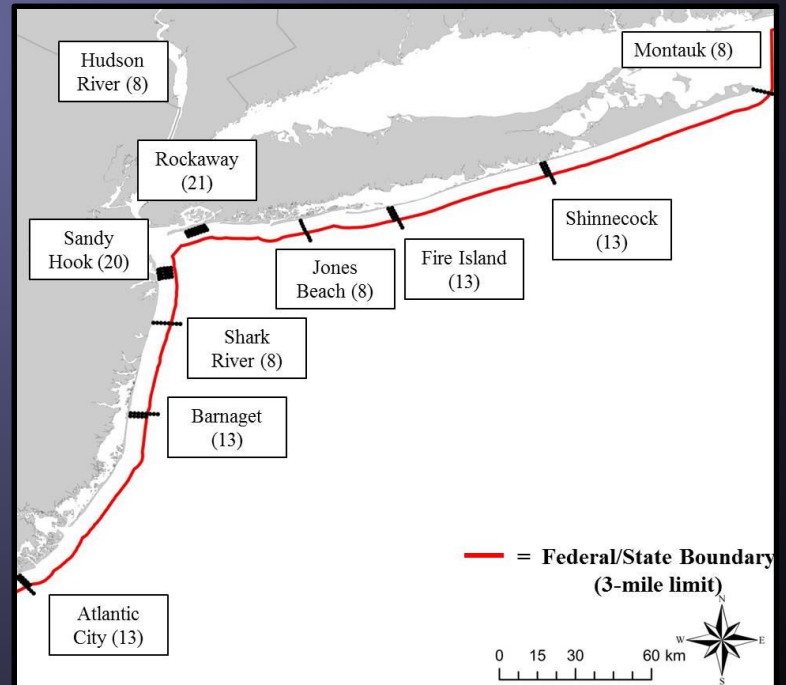 Hudson
River (8)
Montauk (8)
Rockaway
(21)
Sandy
Hook (20)
Jones
Beach (8)
Fire Island
(13)
Shinnecock
(13)
Shark
River (8)
Barnaget
(13)
Atlantic
City (13)
= Federal/State Boundary
(3-mile limit)
N
W E
S
0 15 30 60 km